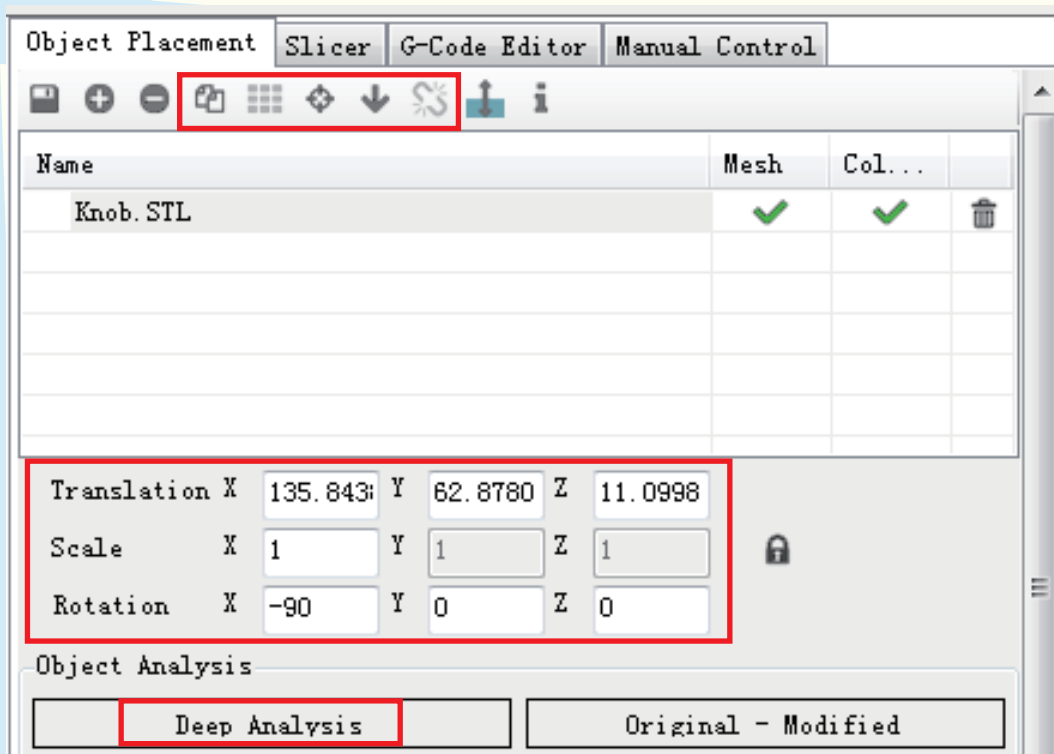 Object Placement Slicer G-Code Editor Manual Control
Name Mesh Col...
Knob.STL
Translation X 135.843 Y 62.8780 Z 11.0998
Scale X 1 Y 1 Z 1
Rotation X -90 Y 0 Z 0
Object Analysis
Deep Analysis Original - Modified